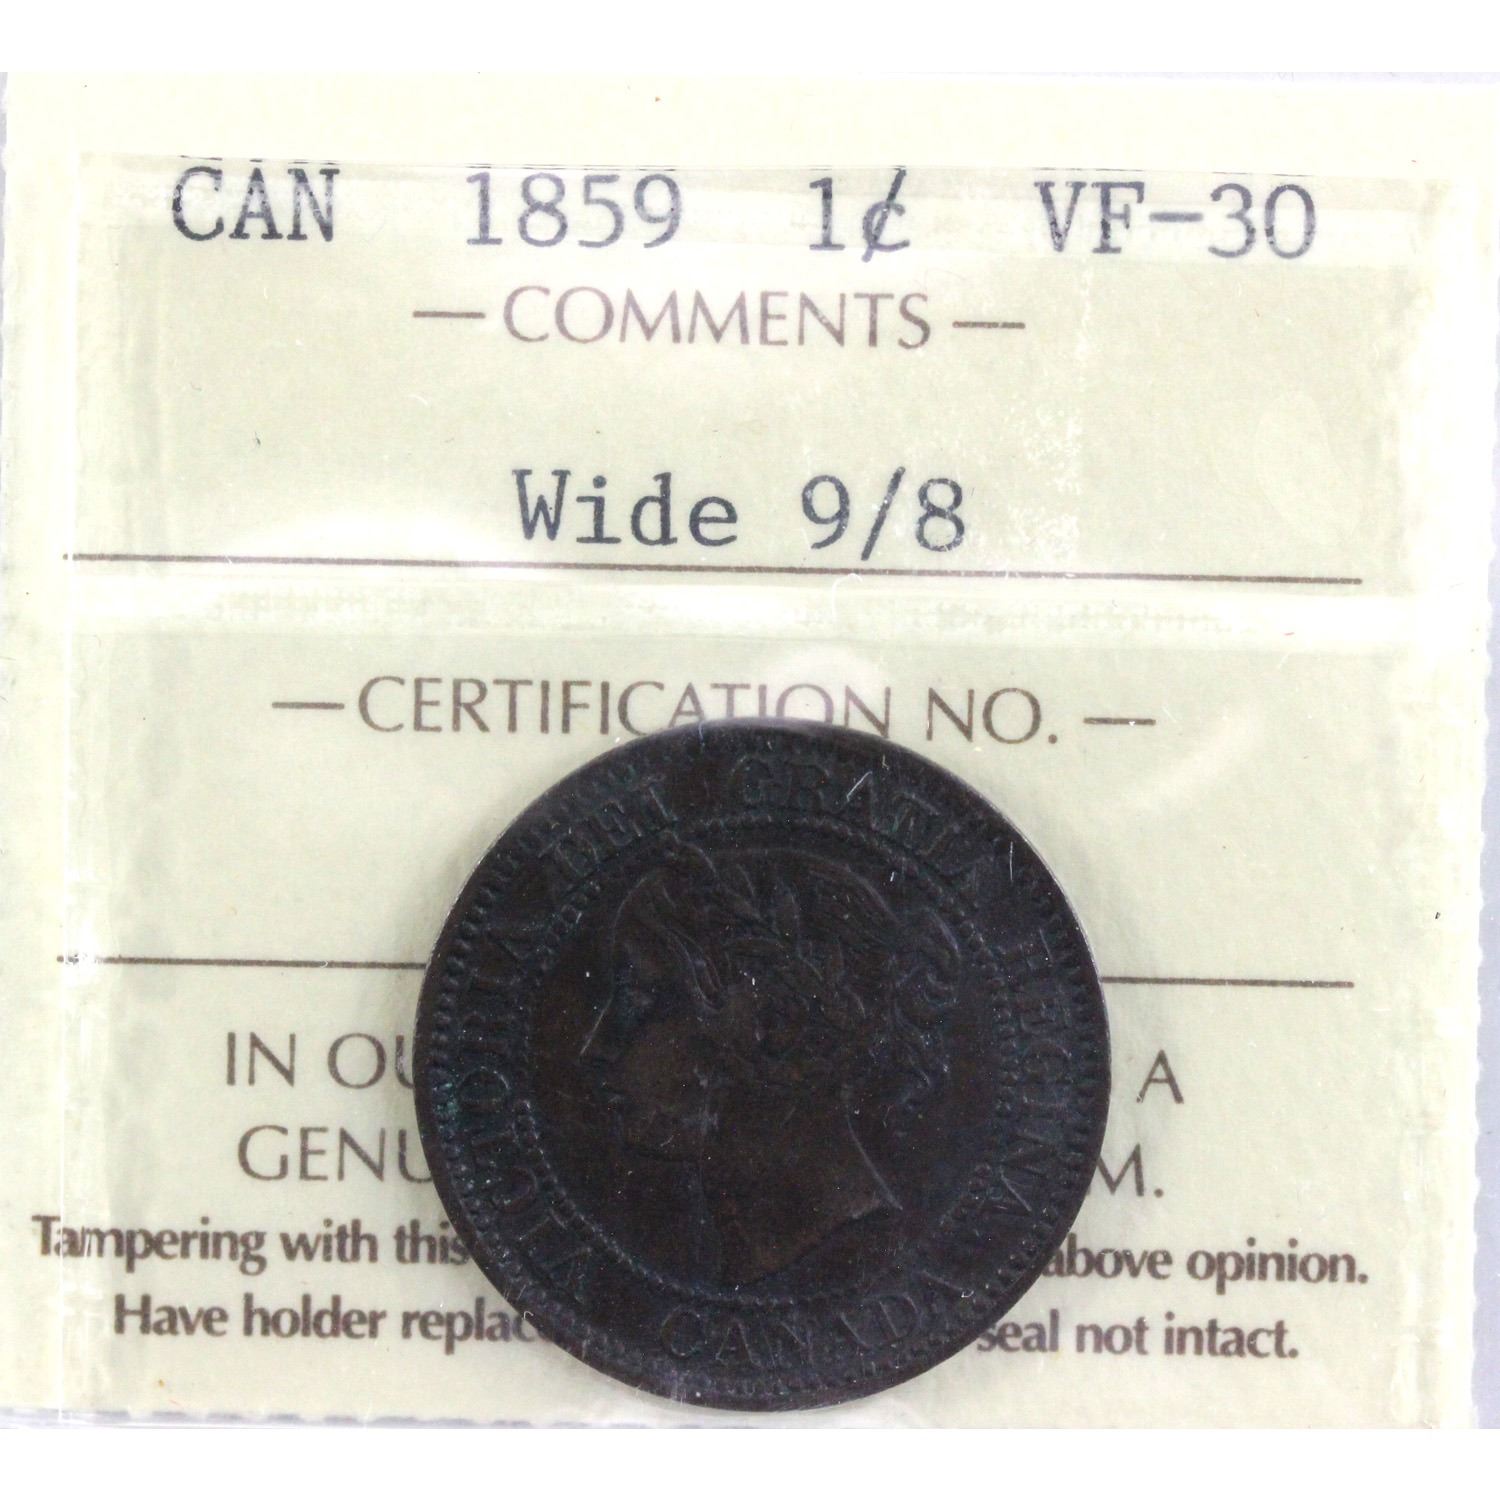 CAN 1859 1¢ VF-30
— COMMENTS —
Wide 9/8
— CERTIFICATION NO. —
VICTORIA DEI GRATIA REGINA.
CANADA
IN OU A
GENU M.
Tampering with this above opinion.
Have holder replac seal not intact.